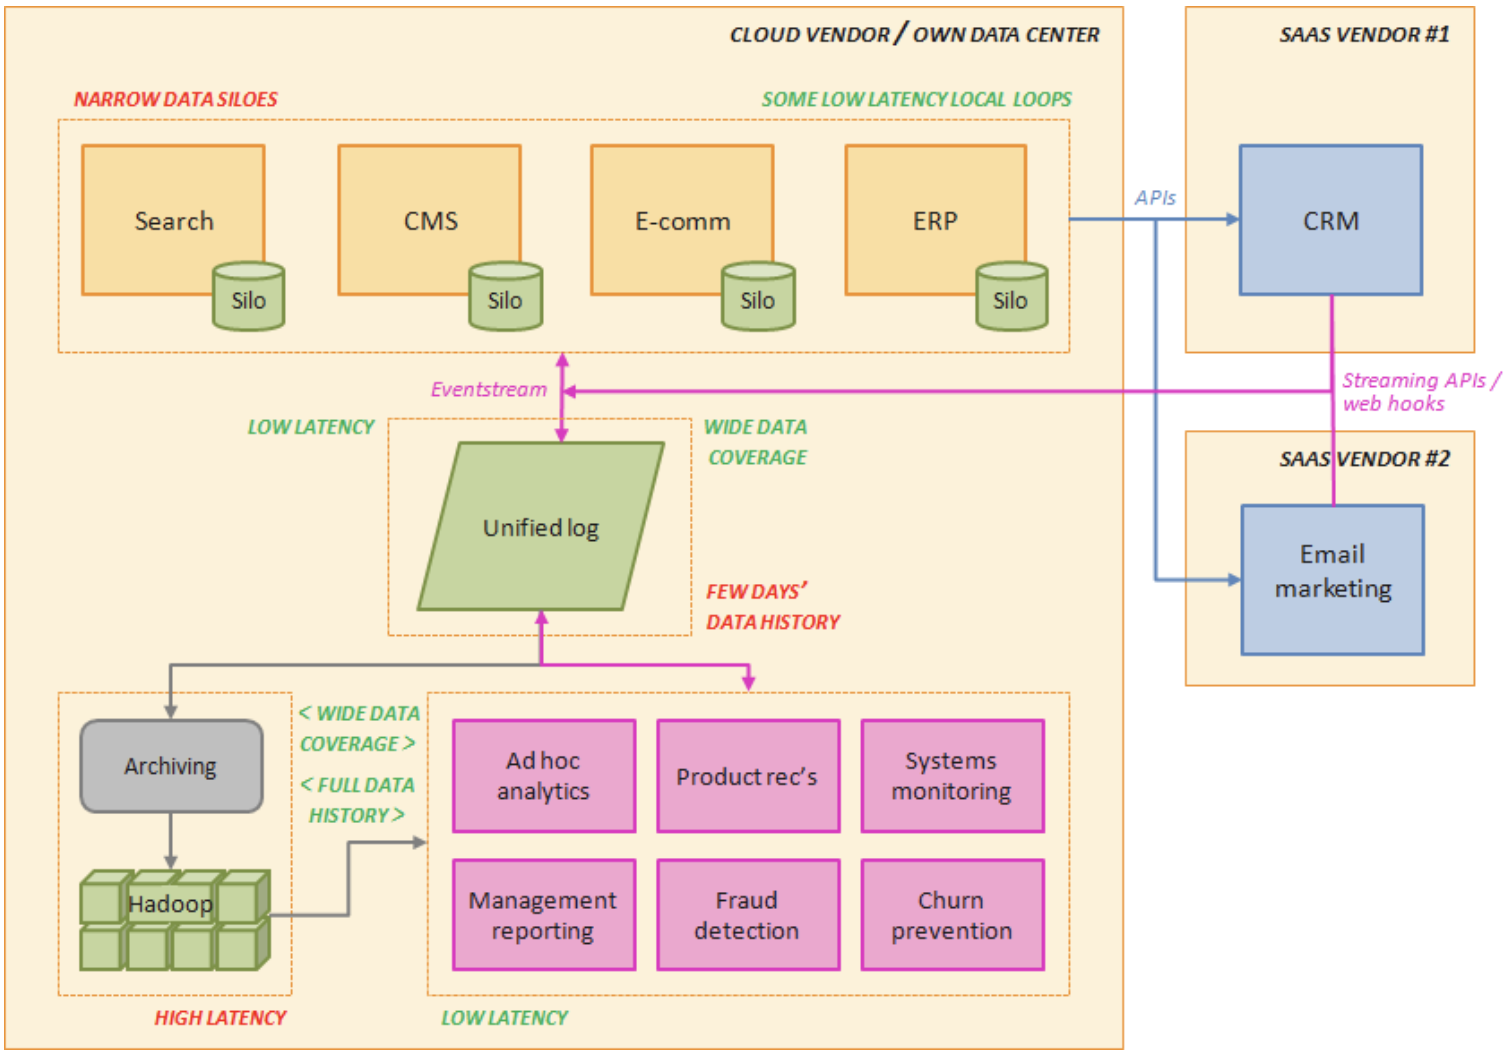 CLOUD VENDOR / OWN DATA CENTER
SAAS VENDOR #1
NARROW DATA SILOES
SOME LOW LATENCY LOCAL LOOPS
Search
CMS
E-comm
ERP
APIs
CRM
Silo
Silo
Silo
Silo
Eventstream
Streaming APIs /
web hooks
LOW LATENCY
WIDE DATA
COVERAGE
SAAS VENDOR #2
Unified log
Email
marketing
FEW DAYS’
DATA HISTORY
< WIDE DATA
COVERAGE >
< FULL DATA
HISTORY >
Archiving
Ad hoc
analytics
Product rec’s
Systems
monitoring
Hadoop
Management
reporting
Fraud
detection
Churn
prevention
HIGH LATENCY
LOW LATENCY